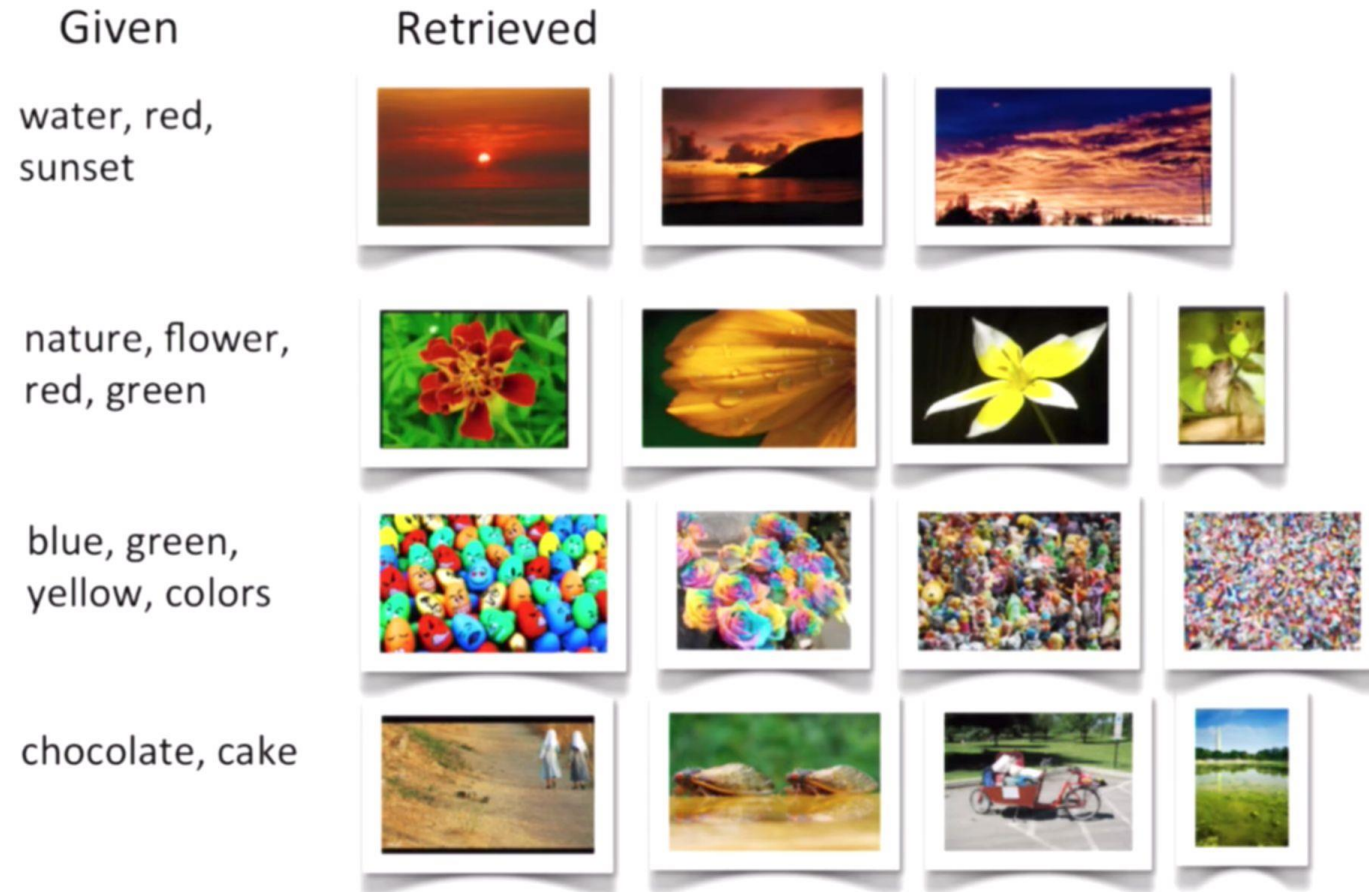 Given
Retrieved
water, red,
sunset
nature, flower,
red, green
blue, green,
yellow, colors
chocolate, cake